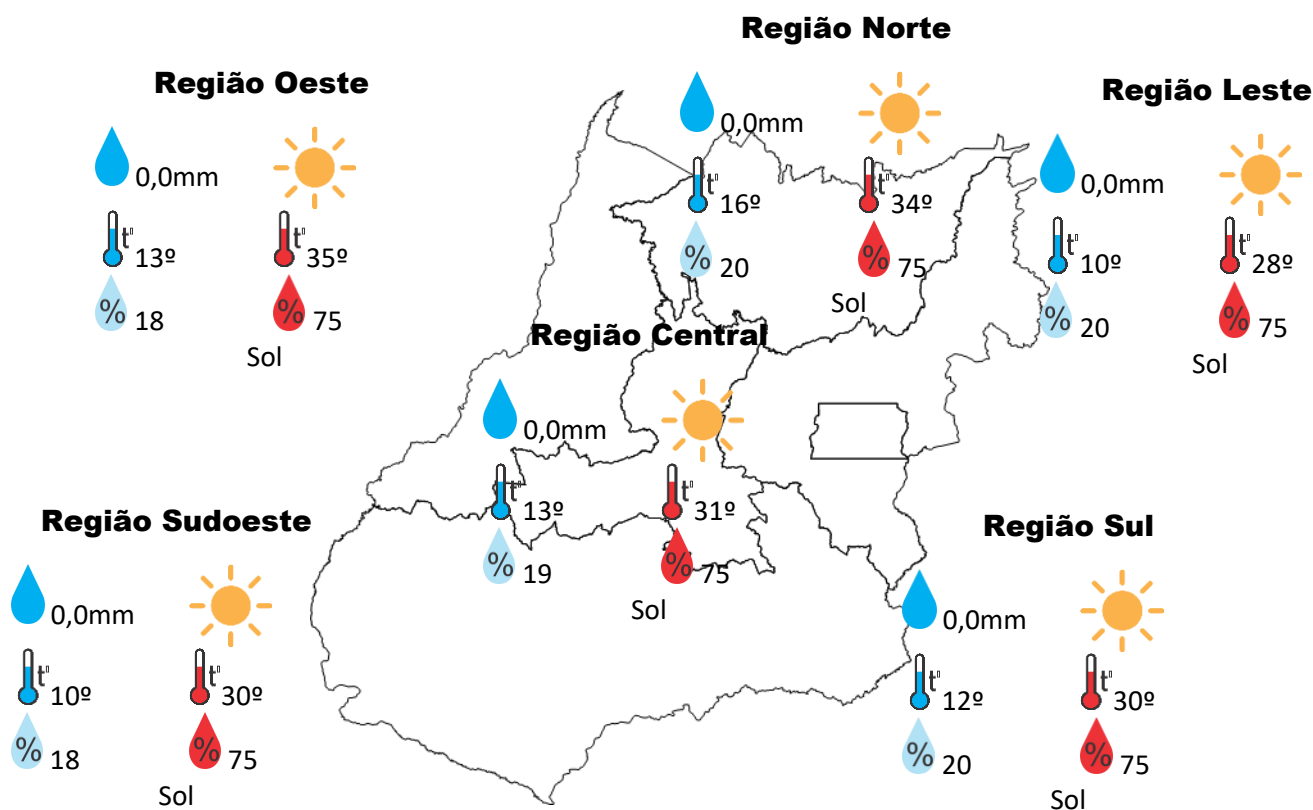 Região Norte
0,0mm
t°
16º
t°
34º
%
20
%
75
Sol
Região Oeste
0,0mm
t°
13º
t°
35º
%
18
%
75
Sol
Região Leste
0,0mm
t°
10º
t°
28º
%
20
%
75
Sol
Região Central
0,0mm
t°
13º
t°
31º
%
19
%
75
Sol
Região Sudoeste
0,0mm
t°
10º
t°
30º
%
18
%
75
Sol
Região Sul
0,0mm
t°
12º
t°
30º
%
20
%
75
Sol